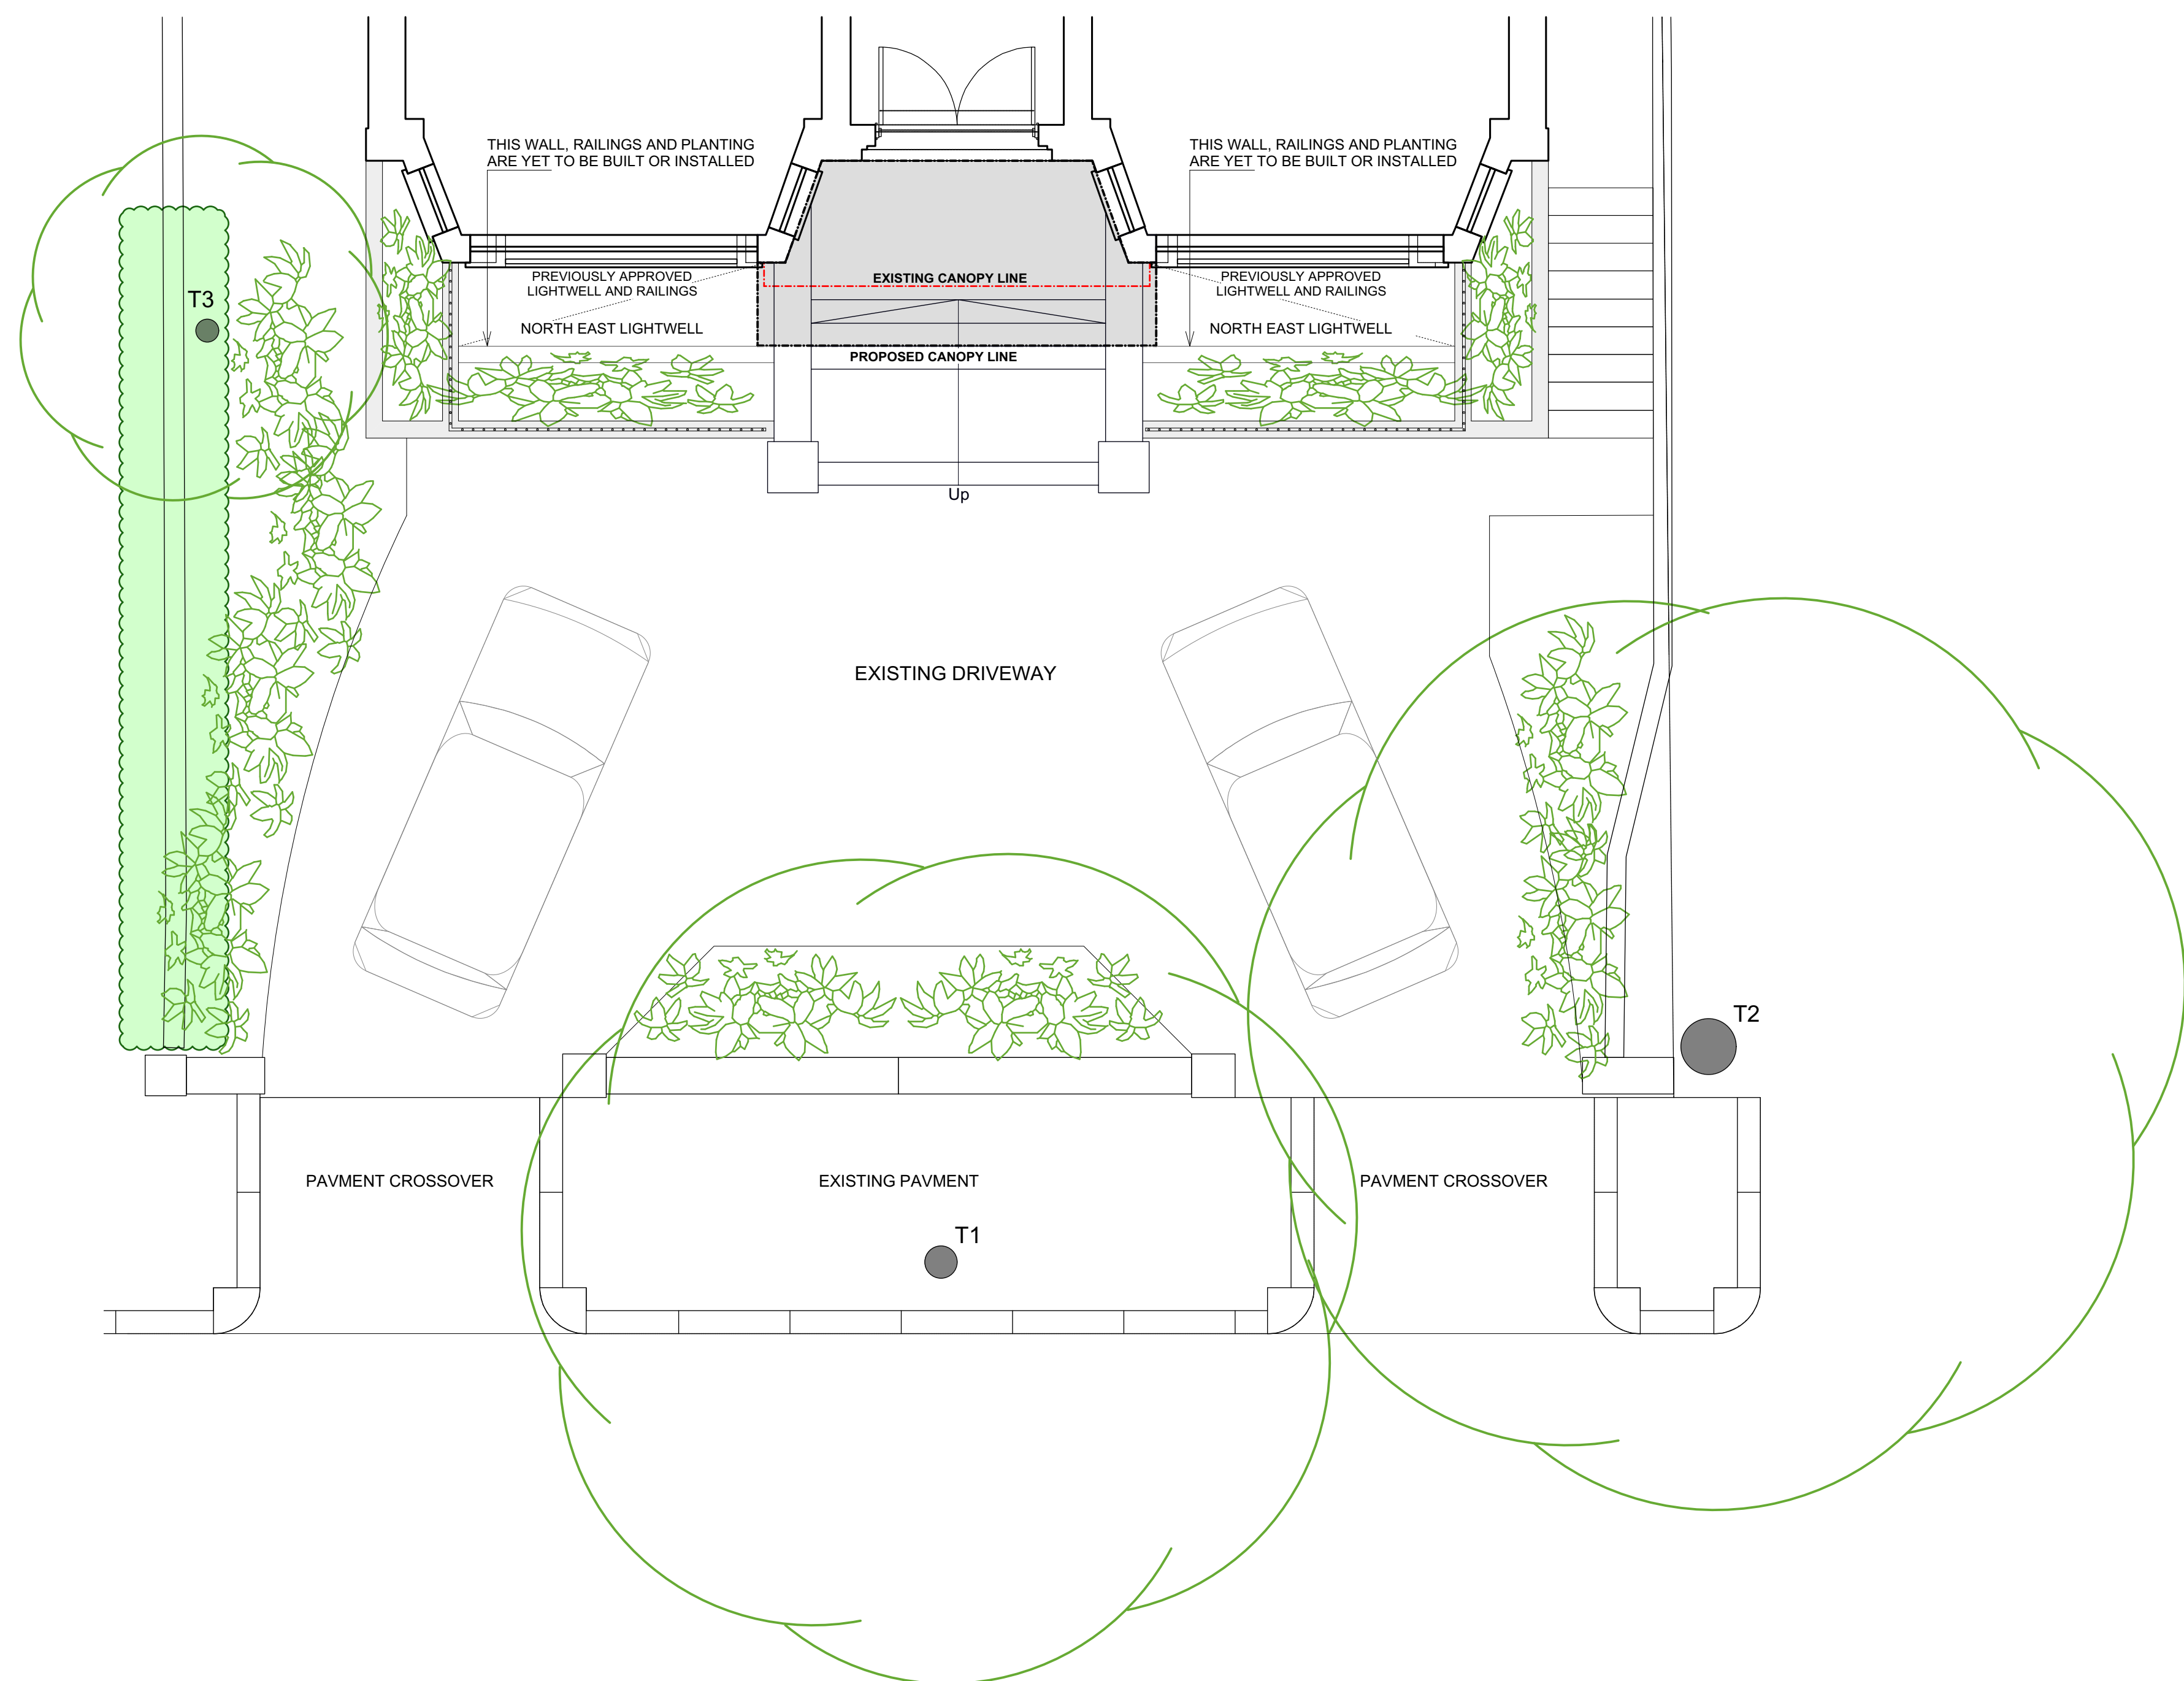 THIS WALL, RAILINGS AND PLANTING
ARE YET TO BE BUILT OR INSTALLED
THIS WALL, RAILINGS AND PLANTING
ARE YET TO BE BUILT OR INSTALLED
PREVIOUSLY APPROVED
LIGHTWELL AND RAILINGS
EXISTING CANOPY LINE
PREVIOUSLY APPROVED
LIGHTWELL AND RAILINGS
T3
NORTH EAST LIGHTWELL
NORTH EAST LIGHTWELL
PROPOSED CANOPY LINE
Up
EXISTING DRIVEWAY
T2
PAVMENT CROSSOVER
EXISTING PAVMENT
PAVMENT CROSSOVER
T1